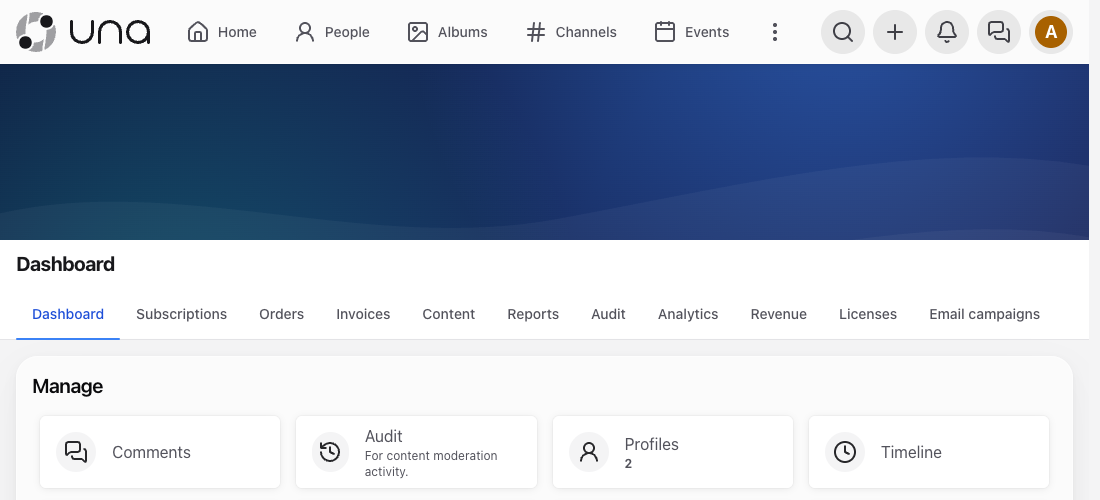 una
Home
People
Albums
Channels
Events
A
Dashboard
Dashboard
Subscriptions
Orders
Invoices
Content
Reports
Audit
Analytics
Revenue
Licenses
Email campaigns
Manage
Comments
Audit
For content moderation
activity.
Profiles
2
Timeline